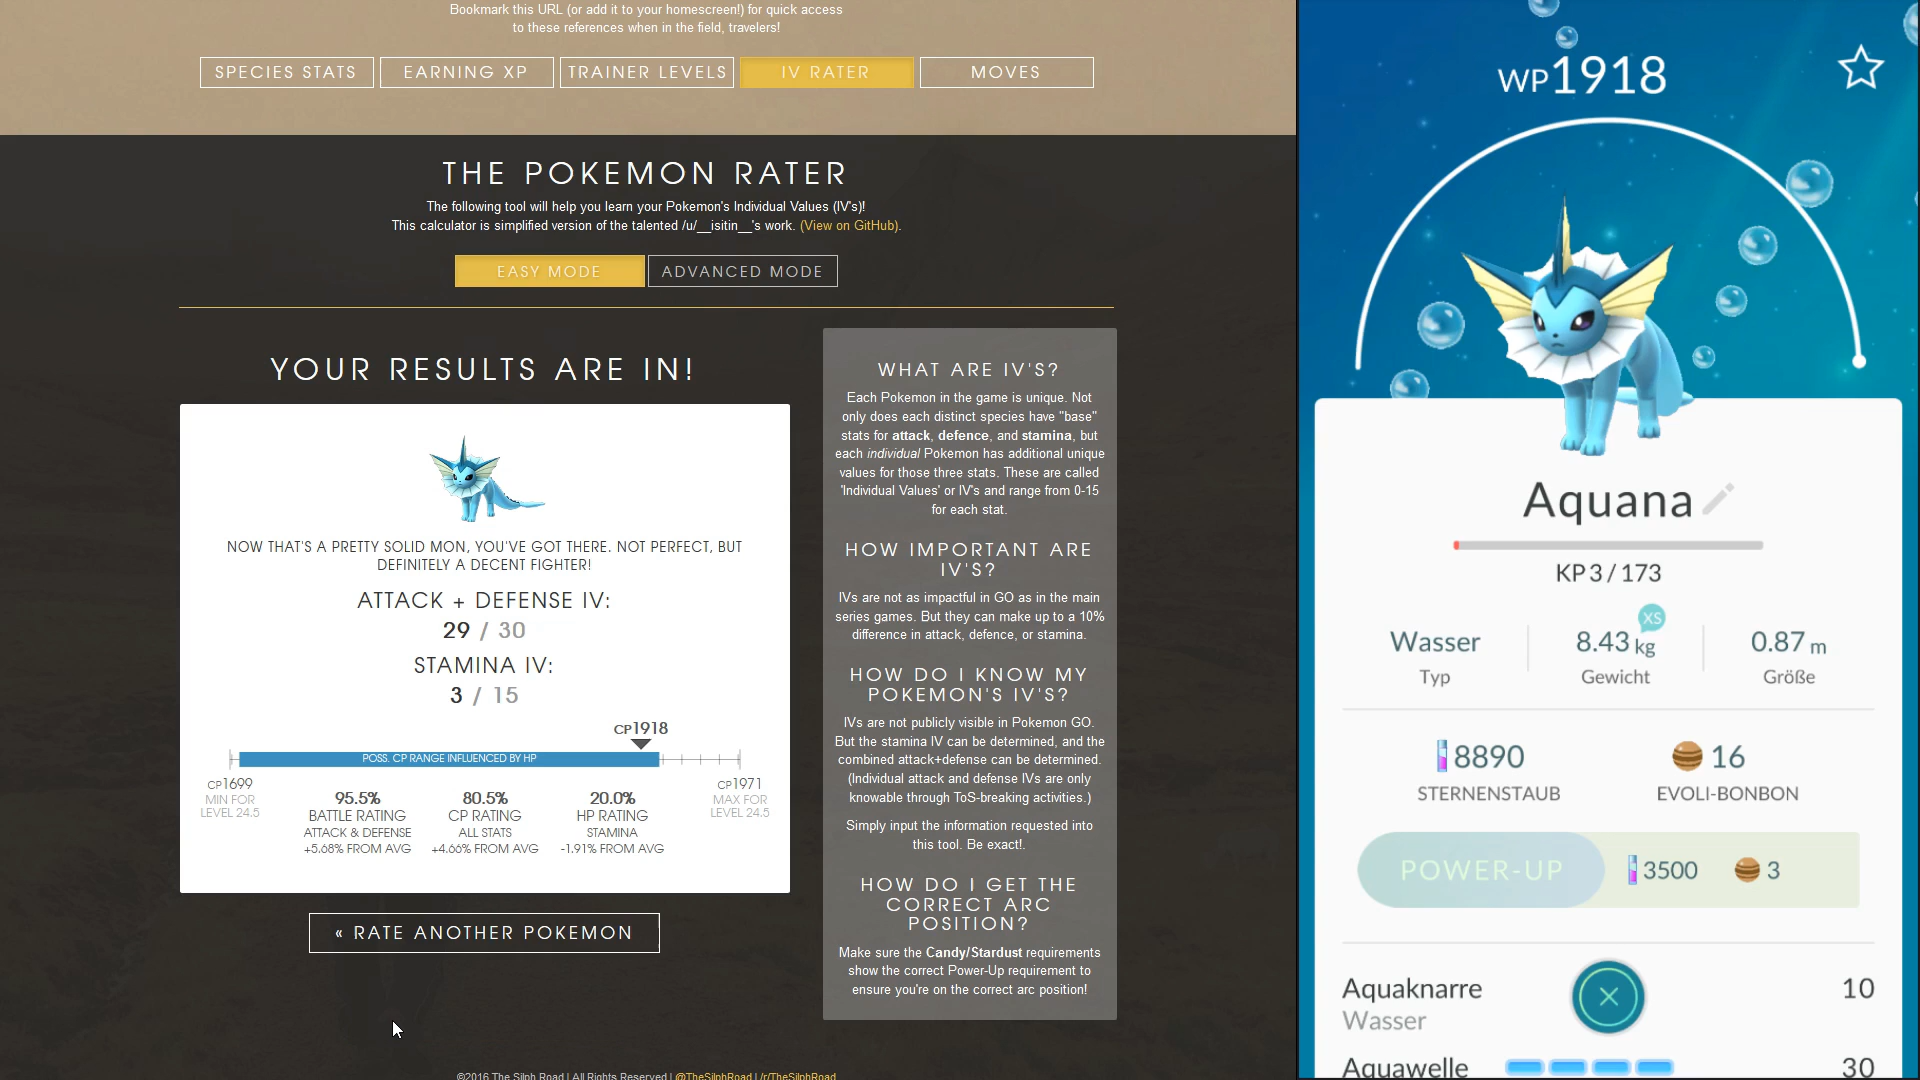 Bookmark this URL (or add it to your homescreen!) for quick access
to these references when in the field, travelers!
SPECIES STATS
EARNING XP
TRAINER LEVELS
IV RATER
MOVES
THE POKEMON RATER
The following tool will help you learn your Pokemon's Individual Values (IV's)!
This calculator is simplified version of the talented /u/__isitin__'s work. (View on GitHub).
EASY MODE
ADVANCED MODE
YOUR RESULTS ARE IN!
NOW THAT'S A PRETTY SOLID MON, YOU'VE GOT THERE. NOT PERFECT, BUT
DEFINITELY A DECENT FIGHTER!
ATTACK + DEFENSE IV:
29 / 30
STAMINA IV:
3 / 15
CP1918
POSS. CP RANGE INFLUENCED BY HP
CP1699
MIN FOR
LEVEL 24.5
CP1971
MAX FOR
LEVEL 24.5
95.5%
BATTLE RATING
ATTACK & DEFENSE
+5.68% FROM AVG
80.5%
CP RATING
ALL STATS
+4.66% FROM AVG
20.0%
HP RATING
STAMINA
-1.91% FROM AVG
« RATE ANOTHER POKEMON
WHAT ARE IV'S?
Each Pokemon in the game is unique. Not
only does each distinct species have "base"
stats for attack, defence, and stamina, but
each individual Pokemon has additional unique
values for those three stats. These are called
'Individual Values' or IV's and range from 0-15
for each stat.
HOW IMPORTANT ARE
IV'S?
IVs are not as impactful in GO as in the main
series games. But they can make up to a 10%
difference in attack, defence, or stamina.
HOW DO I KNOW MY
POKEMON'S IV'S?
IVs are not publicly visible in Pokemon GO.
But the stamina IV can be determined, and the
combined attack+defense can be determined.
(Individual attack and defense IVs are only
knowable through ToS-breaking activities.)
Simply input the information requested into
this tool. Be exact!.
HOW DO I GET THE
CORRECT ARC
POSITION?
Make sure the Candy/Stardust requirements
show the correct Power-Up requirement to
ensure you're on the correct arc position!
©2016 The Silph Road | All Rights Reserved | @TheSilphRoad | /r/TheSilphRoad
WP1918
Aquana
KP 3 / 173
XS
Wasser
Typ
8.43 kg
Gewicht
0.87 m
Größe
8890
STERNENSTAUB
16
EVOLI-BONBON
POWER-UP
3500
3
Aquaknarre
Wasser
10
Aquawelle
30